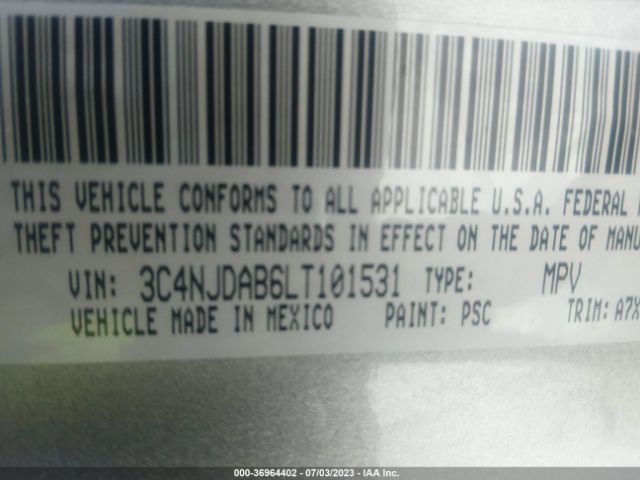 THIS VEHICLE CONFORMS TO ALL APPLICABLE U.S.A. FEDERAL
THEFT PREVENTION STANDARDS IN EFFECT ON THE DATE OF MANU
VIN: 3C4NJDAB6LT101531 TYPE: MPV
VEHICLE MADE IN MEXICO PAINT: PSC TRIM: A7X
000-36964402 - 07/03/2023 - IAA Inc.